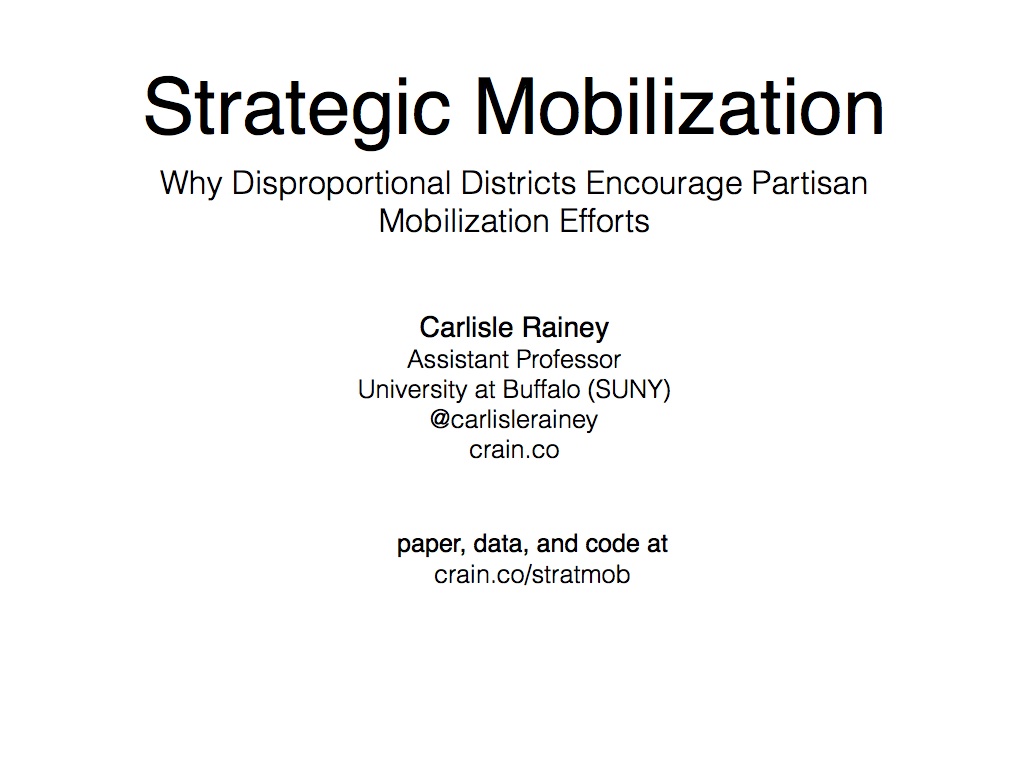 Strategic Mobilization
Why Disproportional Districts Encourage Partisan
Mobilization Efforts
Carlisle Rainey
Assistant Professor
University at Buffalo (SUNY)
@carlislerainey
crain.co
paper, data, and code at
crain.co/stratmob